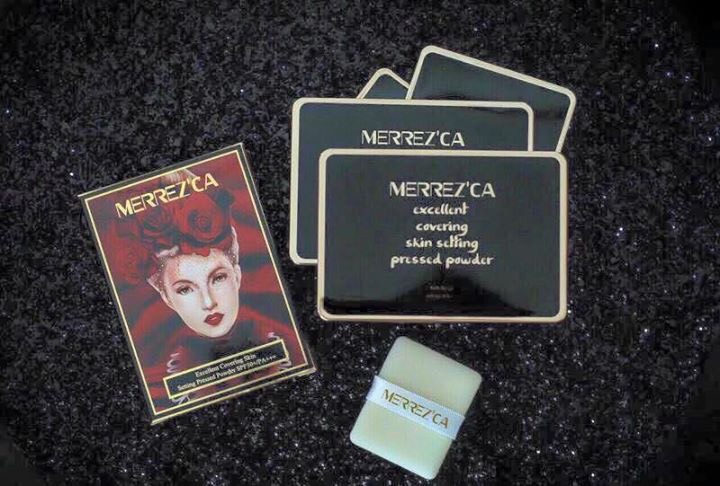 MERREZ'CA
Excellent Covering Skin
Setting Pressed Powder SPF50+/PA+++
MERREZ'CA
MERREZ'CA
excellent
covering
skin setting
pressed powder
MERREZ'CA